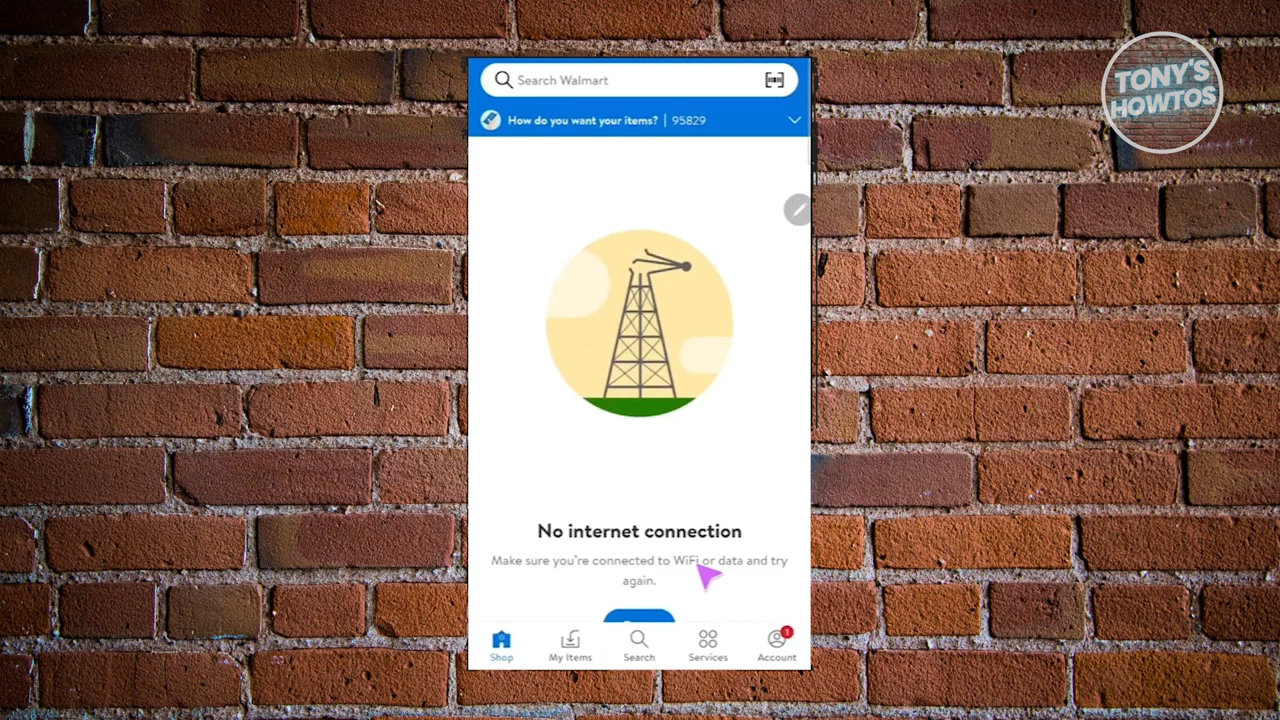 TONY'S
HOWTOS
Search Walmart
How do you want your items? | 95829
No internet connection
Make sure you're connected to WiFi or data and try
again.
Shop
My Items
Search
Services
Account
1